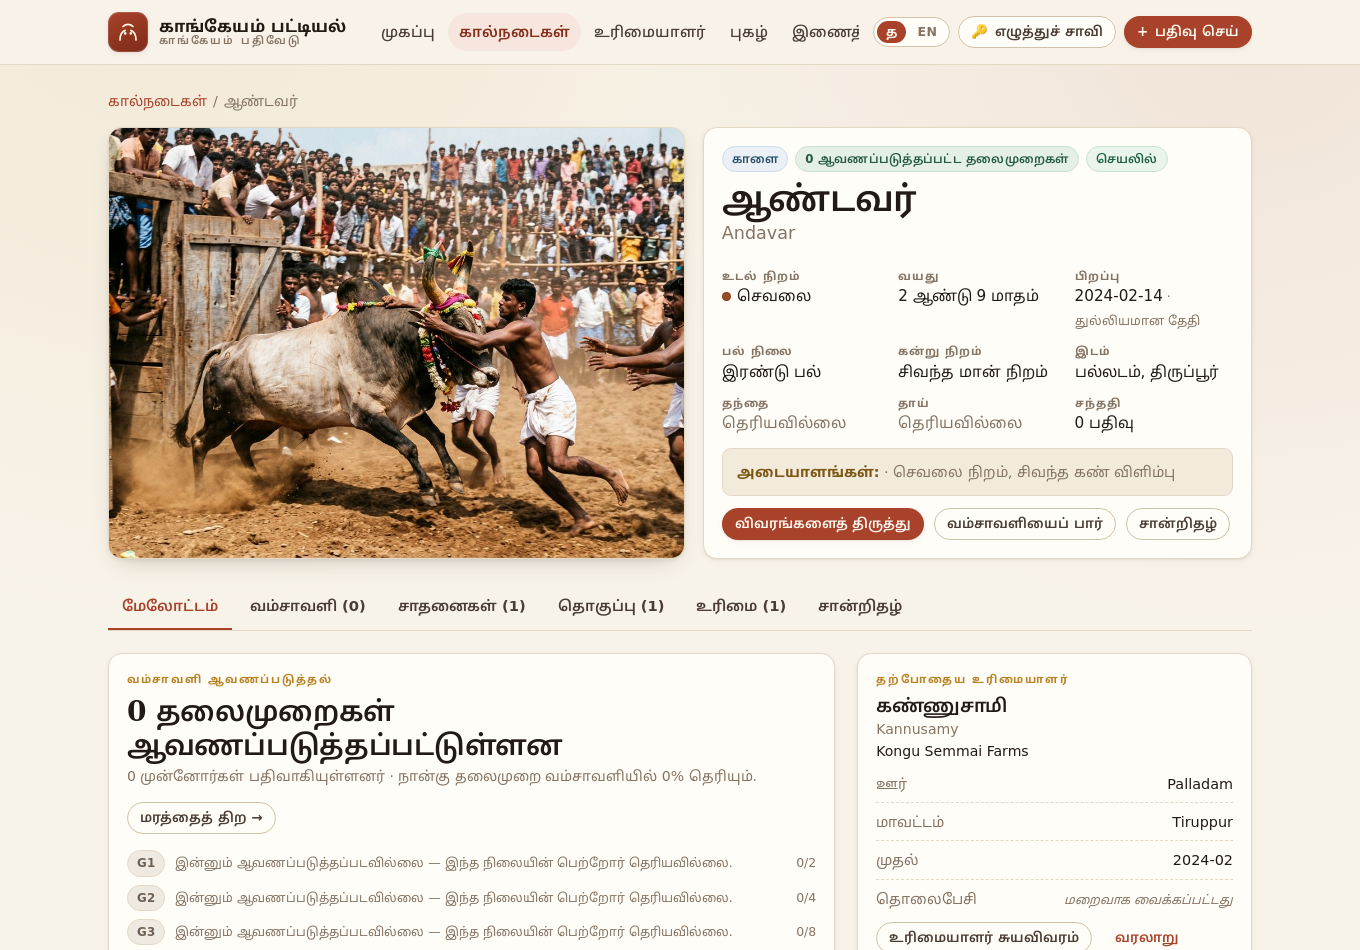 காங்கேயம் பட்டியல்
காங்கேயம் பதிவேடு
முகப்பு கால்நடைகள் உரிமையாளர் புகழ் த EN 🔑 எழுத்துச் சாவி + பதிவு செய்
கால்நடைகள் / ஆண்டவர்
காளை 0 ஆவணப்படுத்தப்பட்ட தலைமுறைகள் செயலில்
ஆண்டவர்
Andavar
உடல் நிறம் வயது பிறப்பு
செவலை 2 ஆண்டு 9 மாதம் 2024-02-14 ·
துல்லியமான தேதி
பல் நிலை கன்று நிறம் இடம்
இரண்டு பல் சிவந்த மான் நிறம் பல்லடம், திருப்பூர்
தந்தை தாய் சந்ததி
தெரியவில்லை தெரியவில்லை 0 பதிவு
அடையாளங்கள்: · செவலை நிறம், சிவந்த கண் விளிம்பு
விவரங்களைத் திருத்து வம்சாவளியைப் பார் சான்றிதழ்
மேலோட்டம் வம்சாவளி (0) சாதனைகள் (1) தொகுப்பு (1) உரிமை (1) சான்றிதழ்
வம்சாவளி ஆவணப்படுத்தல்
0 தலைமுறைகள்
ஆவணப்படுத்தப்பட்டுள்ளன
0 முன்னோர்கள் பதிவாகியுள்ளனர் · நான்கு தலைமுறை வம்சாவளியில் 0% தெரியும்.
மரத்தைத் திற →
G1 இன்னும் ஆவணப்படுத்தப்படவில்லை — இந்த நிலையின் பெற்றோர் தெரியவில்லை. 0/2
G2 இன்னும் ஆவணப்படுத்தப்படவில்லை — இந்த நிலையின் பெற்றோர் தெரியவில்லை. 0/4
G3 இன்னும் ஆவணப்படுத்தப்படவில்லை — இந்த நிலையின் பெற்றோர் தெரியவில்லை. 0/8
தற்போதைய உரிமையாளர்
கண்ணுசாமி
Kannusamy
Kongu Semmai Farms
ஊர் Palladam
மாவட்டம் Tiruppur
முதல் 2024-02
தொலைபேசி மறைவாக வைக்கப்பட்டது
உரிமையாளர் சுயவிவரம் வரலாறு